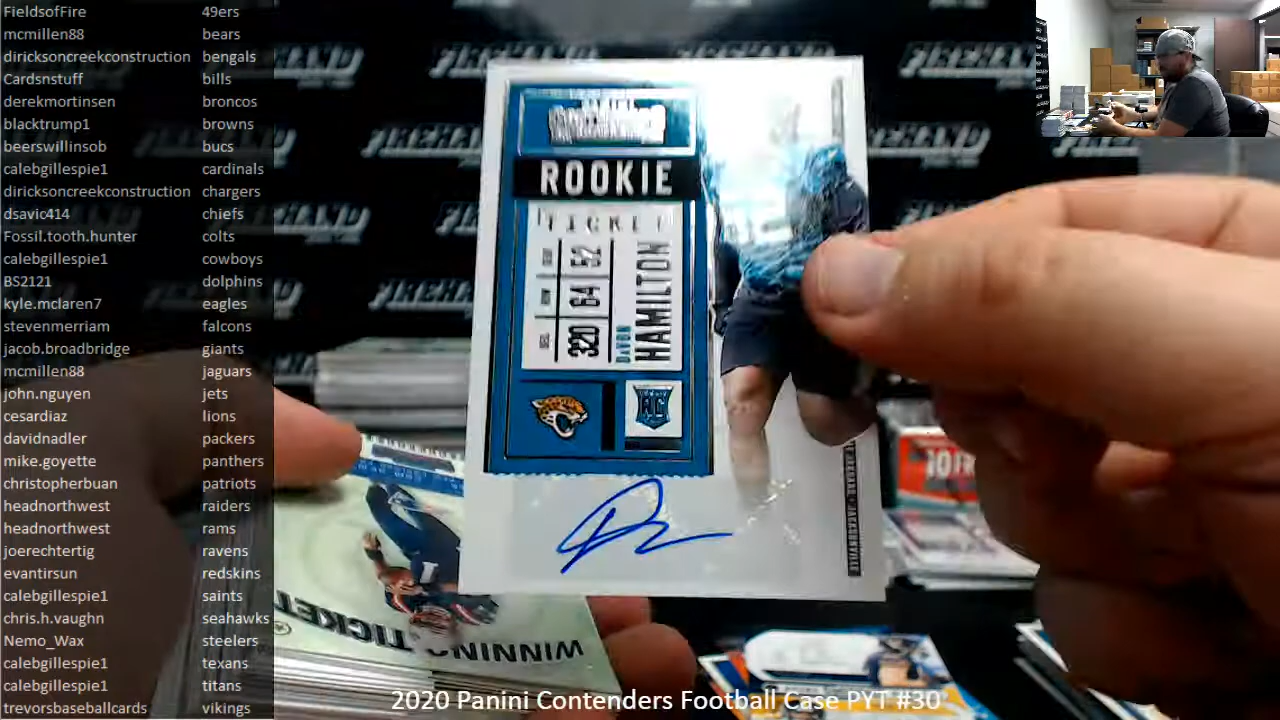 FieldsofFire 49ers
mcmillen88 bears
diricksoncreekconstruction bengals
Cardsnstuff bills
derekmortinsen broncos
blacktrump1 browns
beerswillinsob bucs
calebgillespie1 cardinals
diricksoncreekconstruction chargers
dsavic414 chiefs
Fossil.tooth.hunter colts
calebgillespie1 cowboys
BS2121 dolphins
kyle.mclaren7 eagles
stevenmerriam falcons
jacob.broadbridge giants
mcmillen88 jaguars
john.nguyen jets
cesardiaz lions
davidnadler packers
mike.goyette panthers
christopherbuan patriots
headnorthwest raiders
headnorthwest rams
joerechtertig ravens
evantirsun redskins
calebgillespie1 saints
chris.h.vaughn seahawks
Nemo_Wax steelers
calebgillespie1 texans
calebgillespie1 titans
trevorsbaseballcards vikings
FIREHAND
ROOKIE
TICKET
52
64
320
DAVON
HAMILTON
RC
WINNING TICKET
2020 Panini Contenders Football Case PYT #30